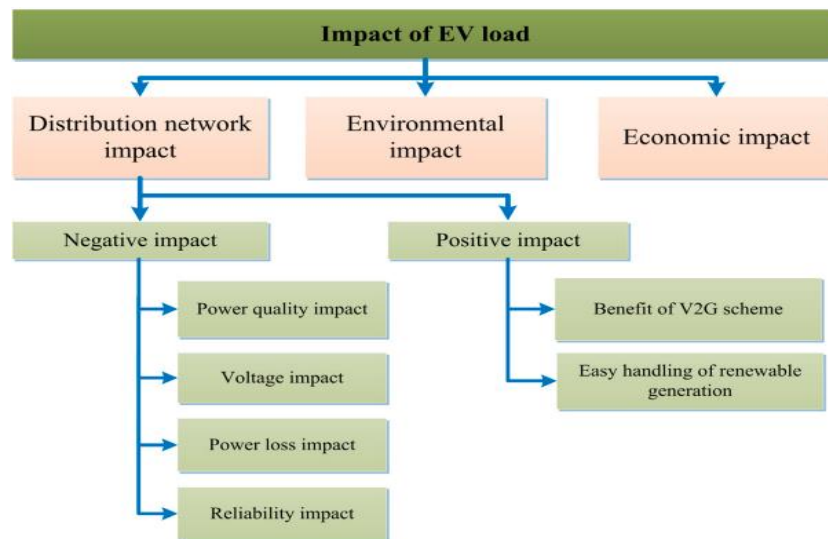 Impact of EV load
Distribution network
impact
Environmental
impact
Economic impact
Negative impact
Positive impact
Power quality impact
Voltage impact
Power loss impact
Reliability impact
Benefit of V2G scheme
Easy handling of renewable
generation